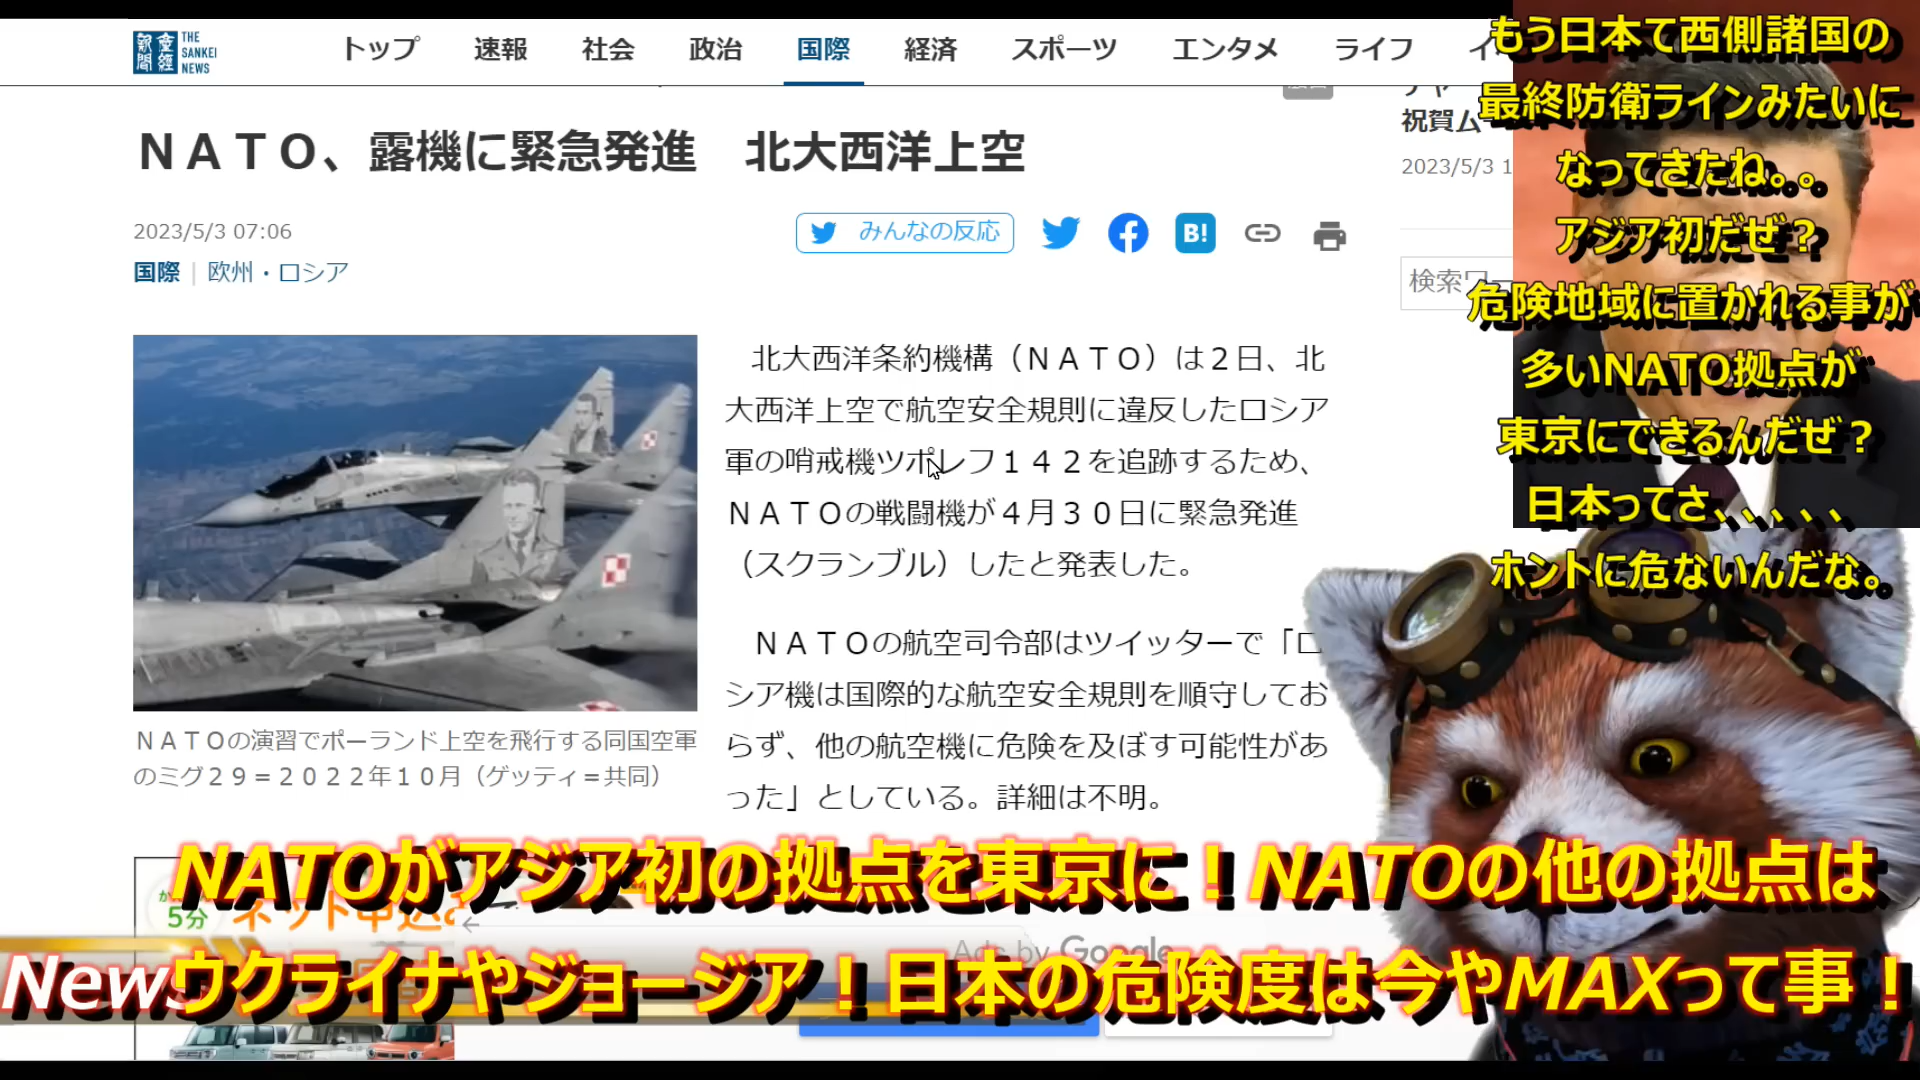 産經新聞
THE SANKEI NEWS
トップ 速報 社会 政治 国際 経済 スポーツ エンタメ ライフ イ
ＮＡＴＯ、露機に緊急発進　北大西洋上空
2023/5/3 07:06
みんなの反応
B!
国際 | 欧州・ロシア
祝賀ム
2023/5/3 1
検索ワー
北大西洋条約機構（ＮＡＴＯ）は２日、北
大西洋上空で航空安全規則に違反したロシア
軍の哨戒機ツポレフ１４２を追跡するため、
ＮＡＴＯの戦闘機が４月３０日に緊急発進
（スクランブル）したと発表した。
ＮＡＴＯの航空司令部はツイッターで「ロ
シア機は国際的な航空安全規則を順守してお
らず、他の航空機に危険を及ぼす可能性があ
った」としている。詳細は不明。
ＮＡＴＯの演習でポーランド上空を飛行する同国空軍
のミグ２９＝２０２２年１０月（ゲッティ＝共同）
もう日本て西側諸国の
最終防衛ラインみたいに
なってきたね。。
アジア初だぜ？
危険地域に置かれる事が
多いNATO拠点が
東京にできるんだぜ？
日本ってさ、、、、、
ホントに危ないんだな。
5分
ネット申込
Ads by Google
NATOがアジア初の拠点を東京に！NATOの他の拠点は
News
ウクライナやジョージア！日本の危険度は今やMAXって事！